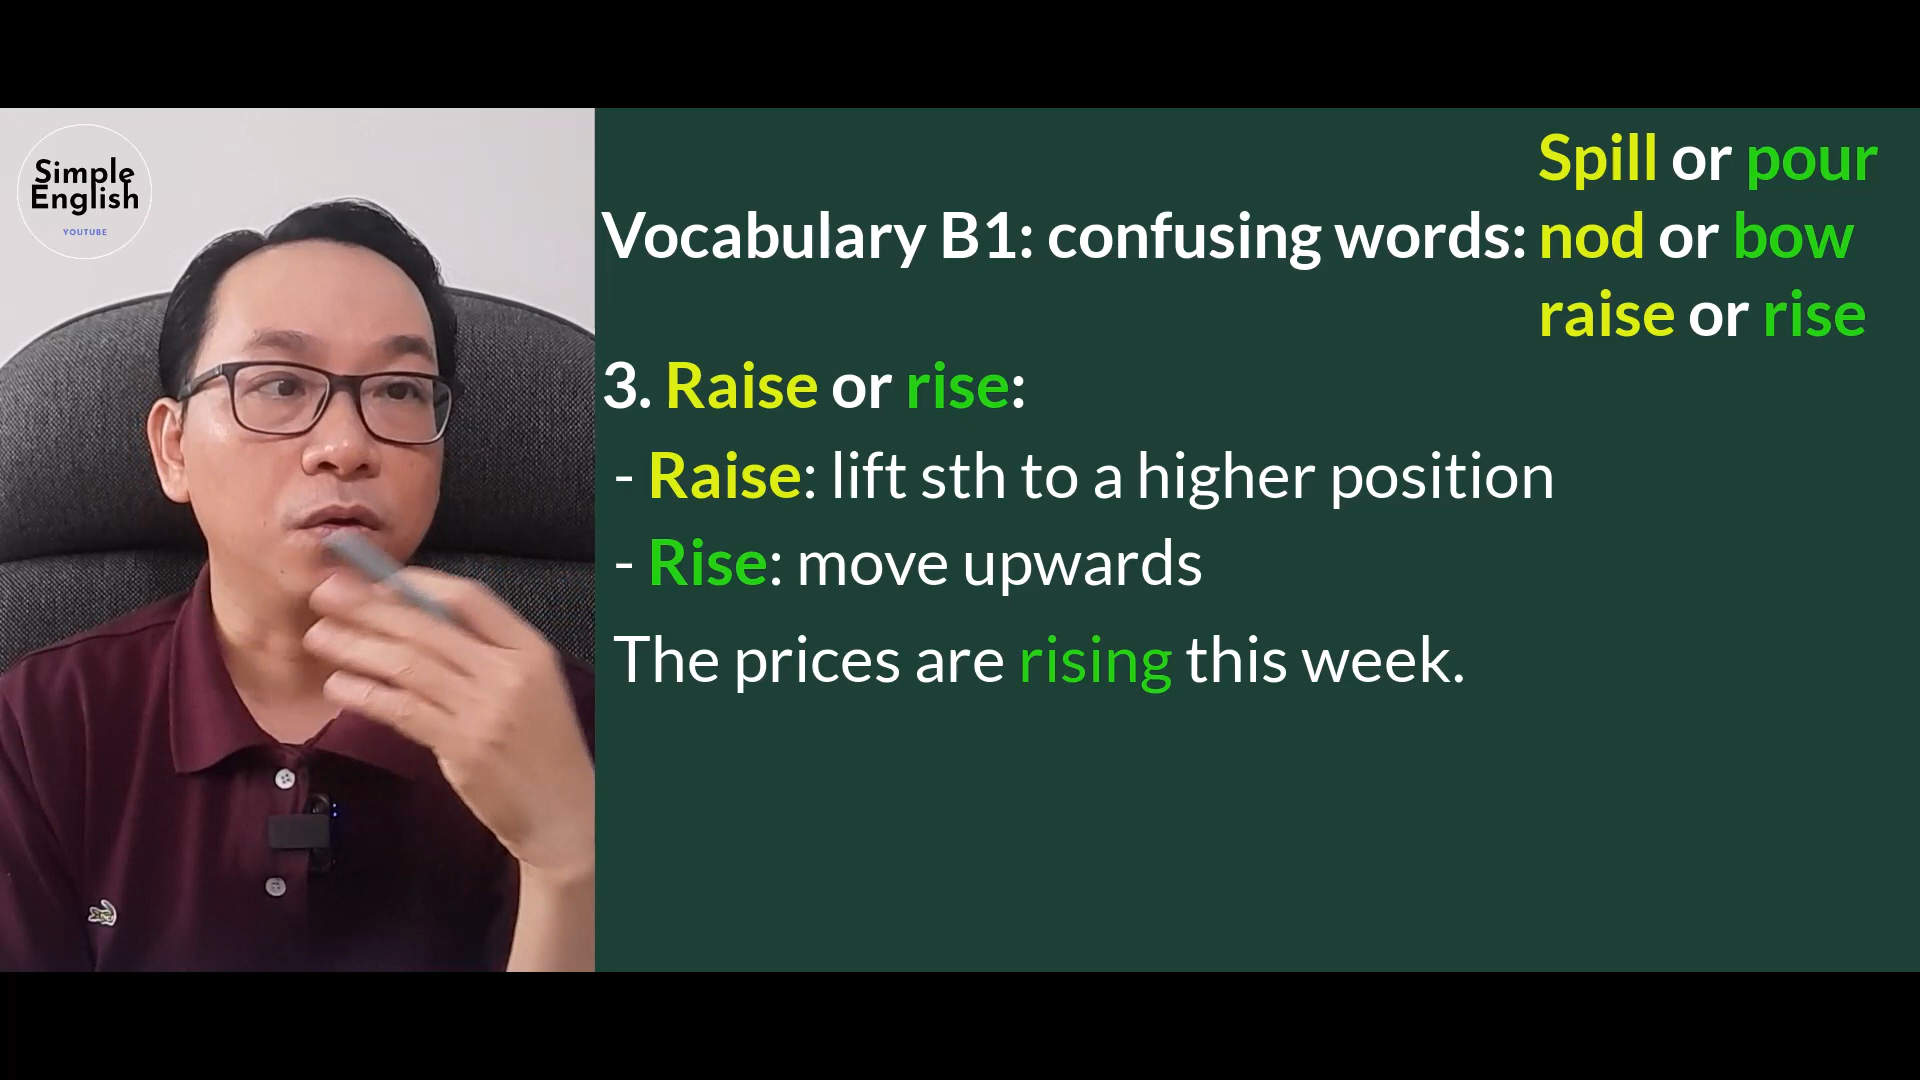 Simple
English
YOUTUBE
Spill or pour
Vocabulary B1: confusing words: nod or bow
raise or rise
3. Raise or rise:
- Raise: lift sth to a higher position
- Rise: move upwards
The prices are rising this week.